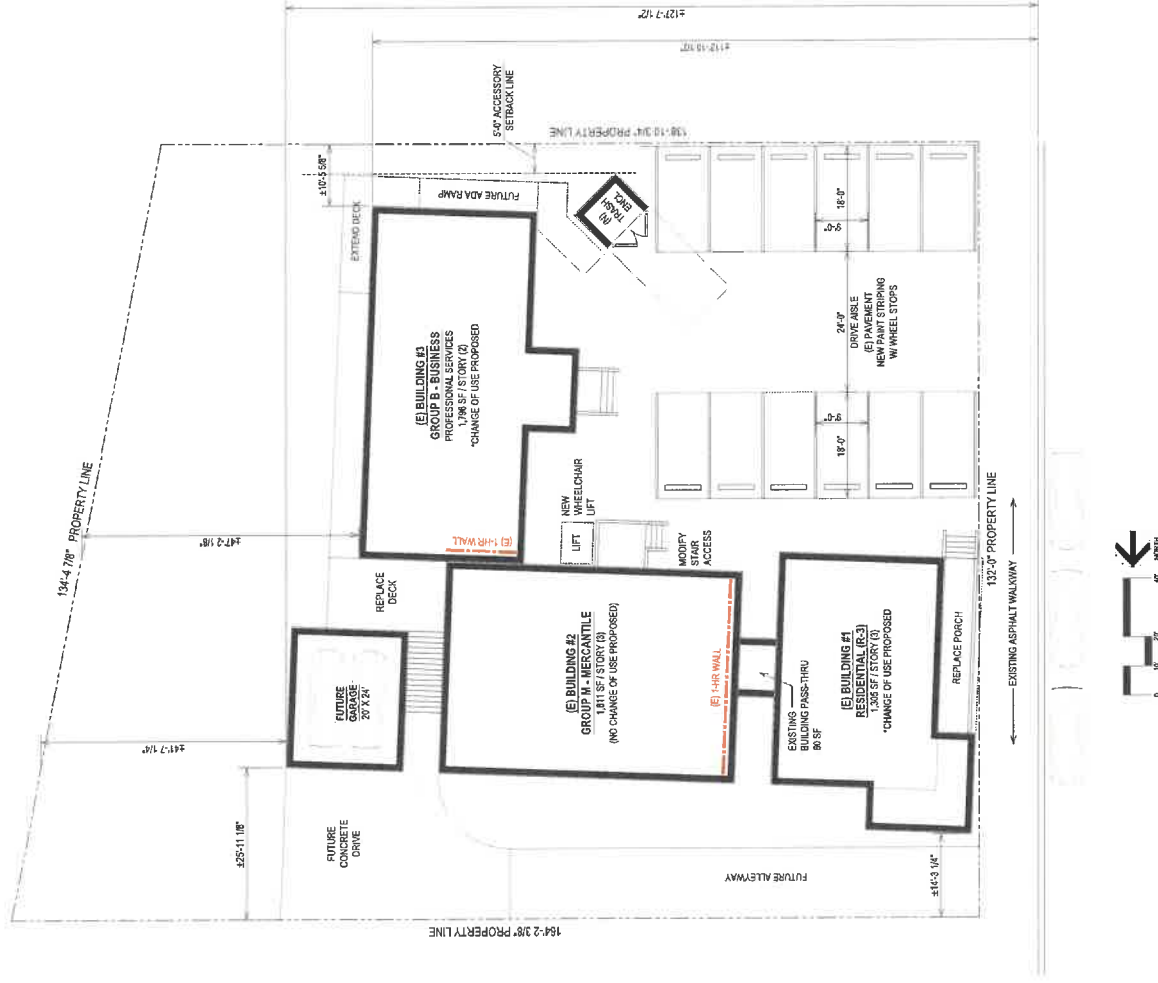 ±127'-7 1/2"
±112'-10 1/2"
5'-0" ACCESSORY
SETBACK LINE
138'-10 3/4" PROPERTY LINE
±10'-5 5/8"
EXTEND DECK
FUTURE ADA RAMP
(N)
TRASH
ENCL.
134'-4 7/8" PROPERTY LINE
±47'-2 1/8"
(E) BUILDING #3
GROUP B - BUSINESS
PROFESSIONAL SERVICES
1,796 SF / STORY (2)
*CHANGE OF USE PROPOSED
(E) 1-HR WALL
18'-0"
9'-0"
24'-0"
DRIVE AISLE
(E) PAVEMENT
NEW PAINT STRIPING
W/ WHEEL STOPS
9'-0"
18'-0"
NEW
WHEELCHAIR
LIFT
LIFT
MODIFY
STAIR
ACCESS
REPLACE
DECK
FUTURE
GARAGE -
20' X 24'
±41'-7 1/4"
(E) BUILDING #2
GROUP M - MERCANTILE
1,811 SF / STORY (3)
(NO CHANGE OF USE PROPOSED)
(E) 1-HR WALL
EXISTING
BUILDING PASS-THRU
80 SF
(E) BUILDING #1
RESIDENTIAL (R-3)
1,305 SF / STORY (3)
*CHANGE OF USE PROPOSED
REPLACE PORCH
132'-0" PROPERTY LINE
EXISTING ASPHALT WALKWAY
±25'-11 1/8"
FUTURE
CONCRETE
DRIVE
FUTURE ALLEYWAY
±14'-3 1/4"
164'-2 3/8" PROPERTY LINE
0 10' 20' 40' NORTH